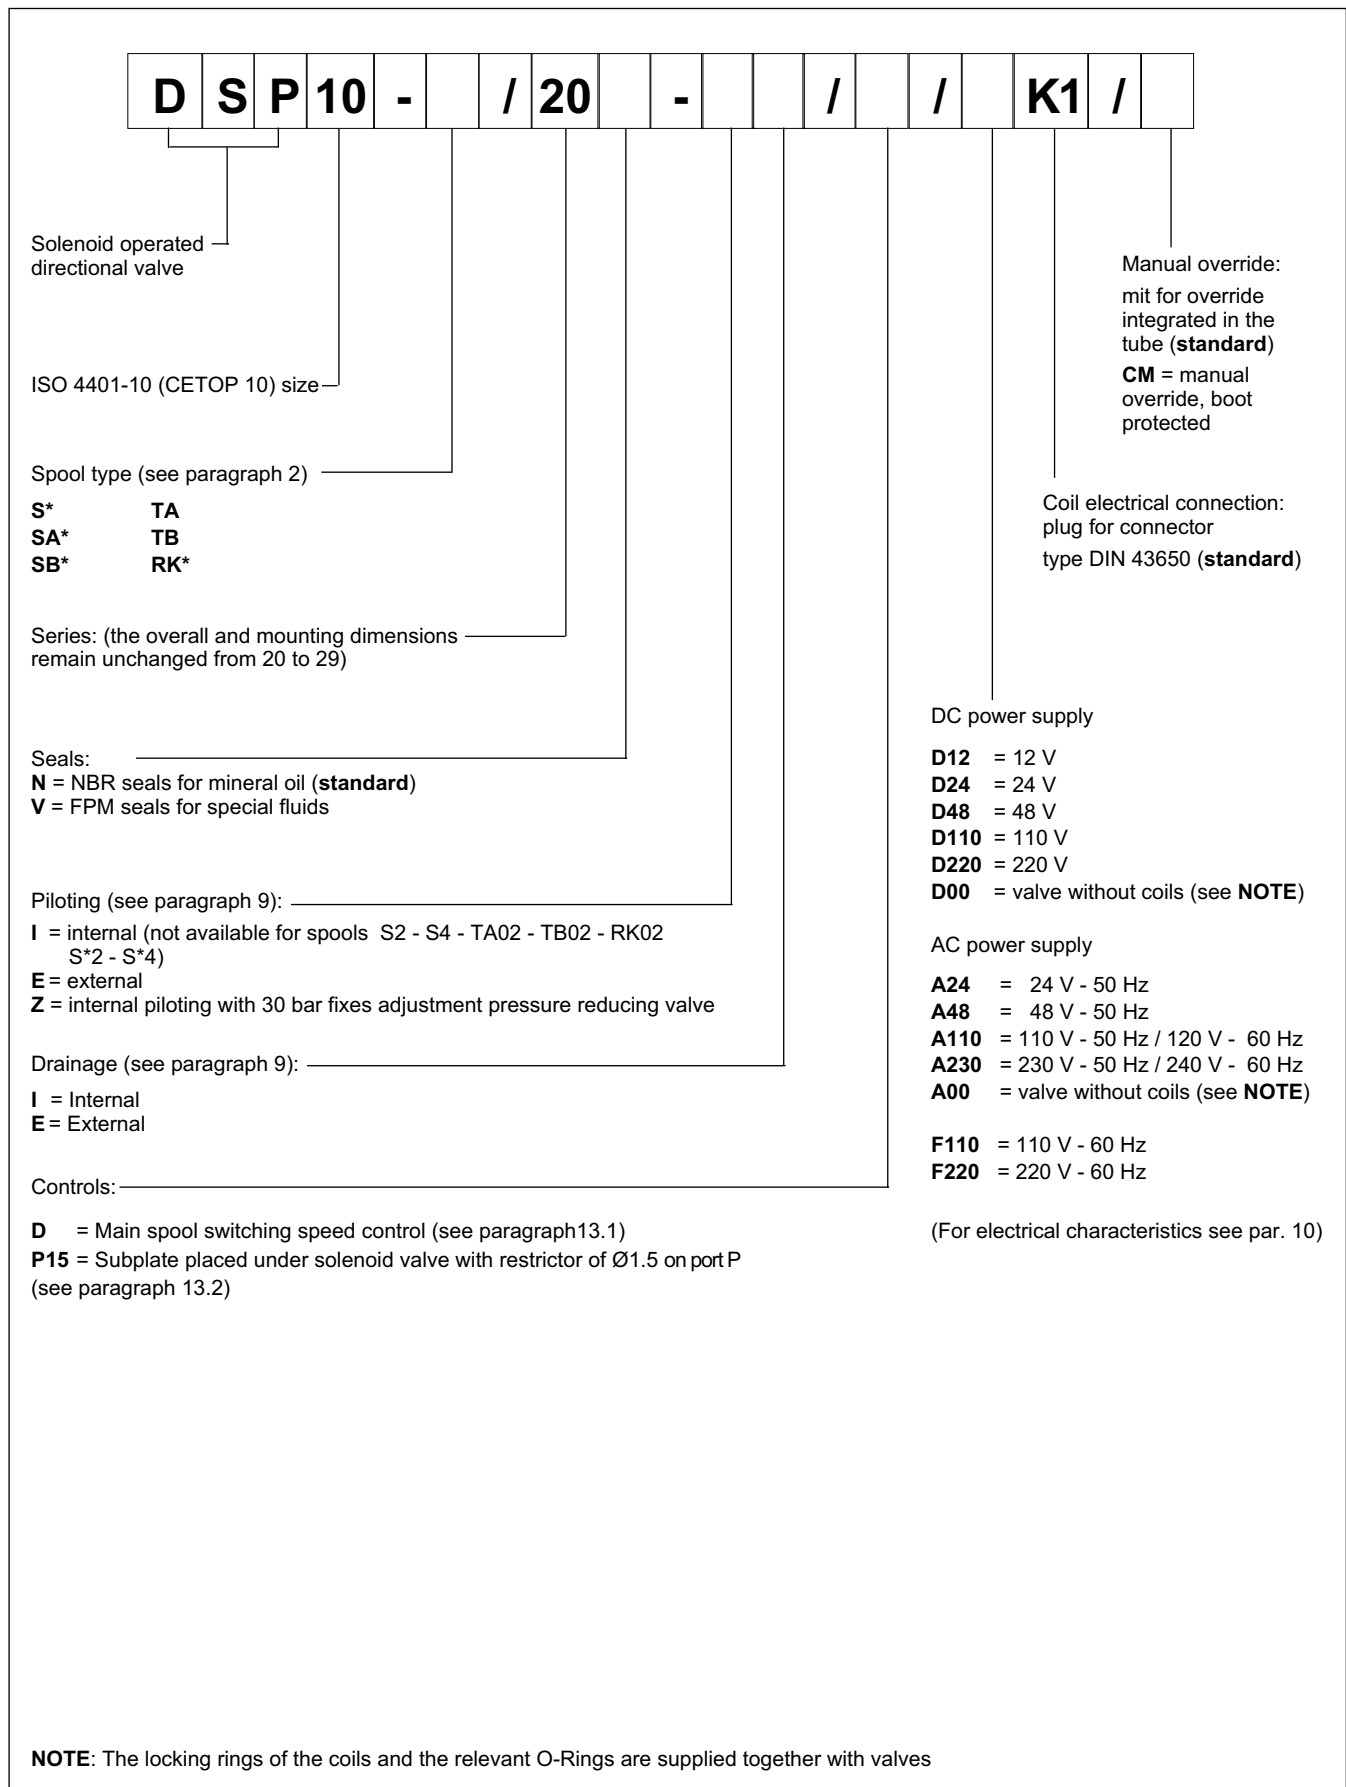 D S P 10 - / 20 - / / K1 /
Solenoid operated
directional valve
ISO 4401-10 (CETOP 10) size
Spool type (see paragraph 2)
S* TA
SA* TB
SB* RK*
Series: (the overall and mounting dimensions
remain unchanged from 20 to 29)
Seals:
N = NBR seals for mineral oil (standard)
V = FPM seals for special fluids
Piloting (see paragraph 9):
I = internal (not available for spools S2 - S4 - TA02 - TB02 - RK02
S*2 - S*4)
E = external
Z = internal piloting with 30 bar fixes adjustment pressure reducing valve
Drainage (see paragraph 9):
I = Internal
E = External
Controls:
D = Main spool switching speed control (see paragraph13.1)
P15 = Subplate placed under solenoid valve with restrictor of Ø1.5 on port P
(see paragraph 13.2)
Manual override:
mit for override
integrated in the
tube (standard)
CM = manual
override, boot
protected
Coil electrical connection:
plug for connector
type DIN 43650 (standard)
DC power supply
D12 = 12 V
D24 = 24 V
D48 = 48 V
D110 = 110 V
D220 = 220 V
D00 = valve without coils (see NOTE)
AC power supply
A24 = 24 V - 50 Hz
A48 = 48 V - 50 Hz
A110 = 110 V - 50 Hz / 120 V - 60 Hz
A230 = 230 V - 50 Hz / 240 V - 60 Hz
A00 = valve without coils (see NOTE)
F110 = 110 V - 60 Hz
F220 = 220 V - 60 Hz
(For electrical characteristics see par. 10)
NOTE: The locking rings of the coils and the relevant O-Rings are supplied together with valves